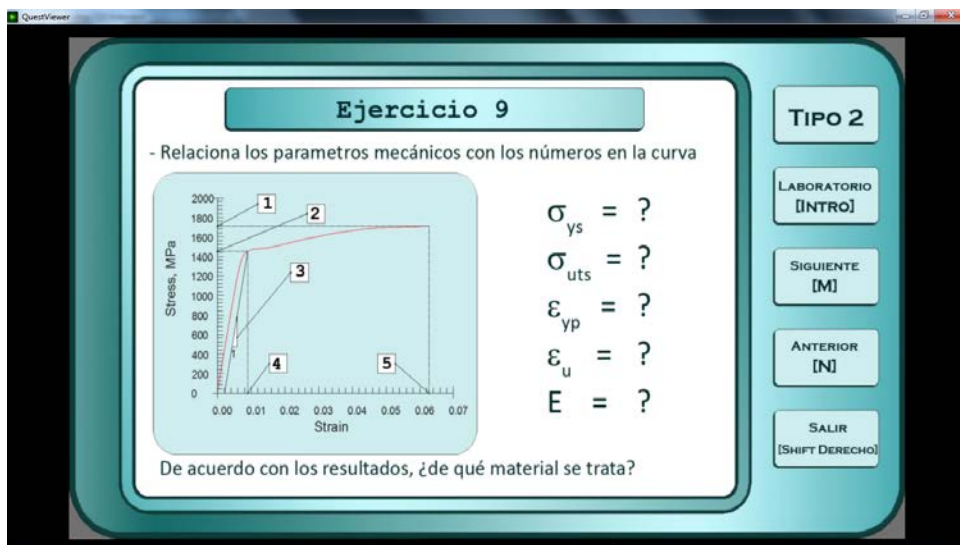 QuestViewer
Ejercicio 9
- Relaciona los parametros mecánicos con los números en la curva
Stress, MPa
2000
1800
1600
1400
1200
1000
800
600
400
200
0
1
2
3
4
5
1
0.00 0.01 0.02 0.03 0.04 0.05 0.06 0.07
Strain
σys = ?
σuts = ?
εyp = ?
εu = ?
E = ?
De acuerdo con los resultados, ¿de qué material se trata?
TIPO 2
LABORATORIO
[INTRO]
SIGUIENTE
[M]
ANTERIOR
[N]
SALIR
[SHIFT DERECHO]